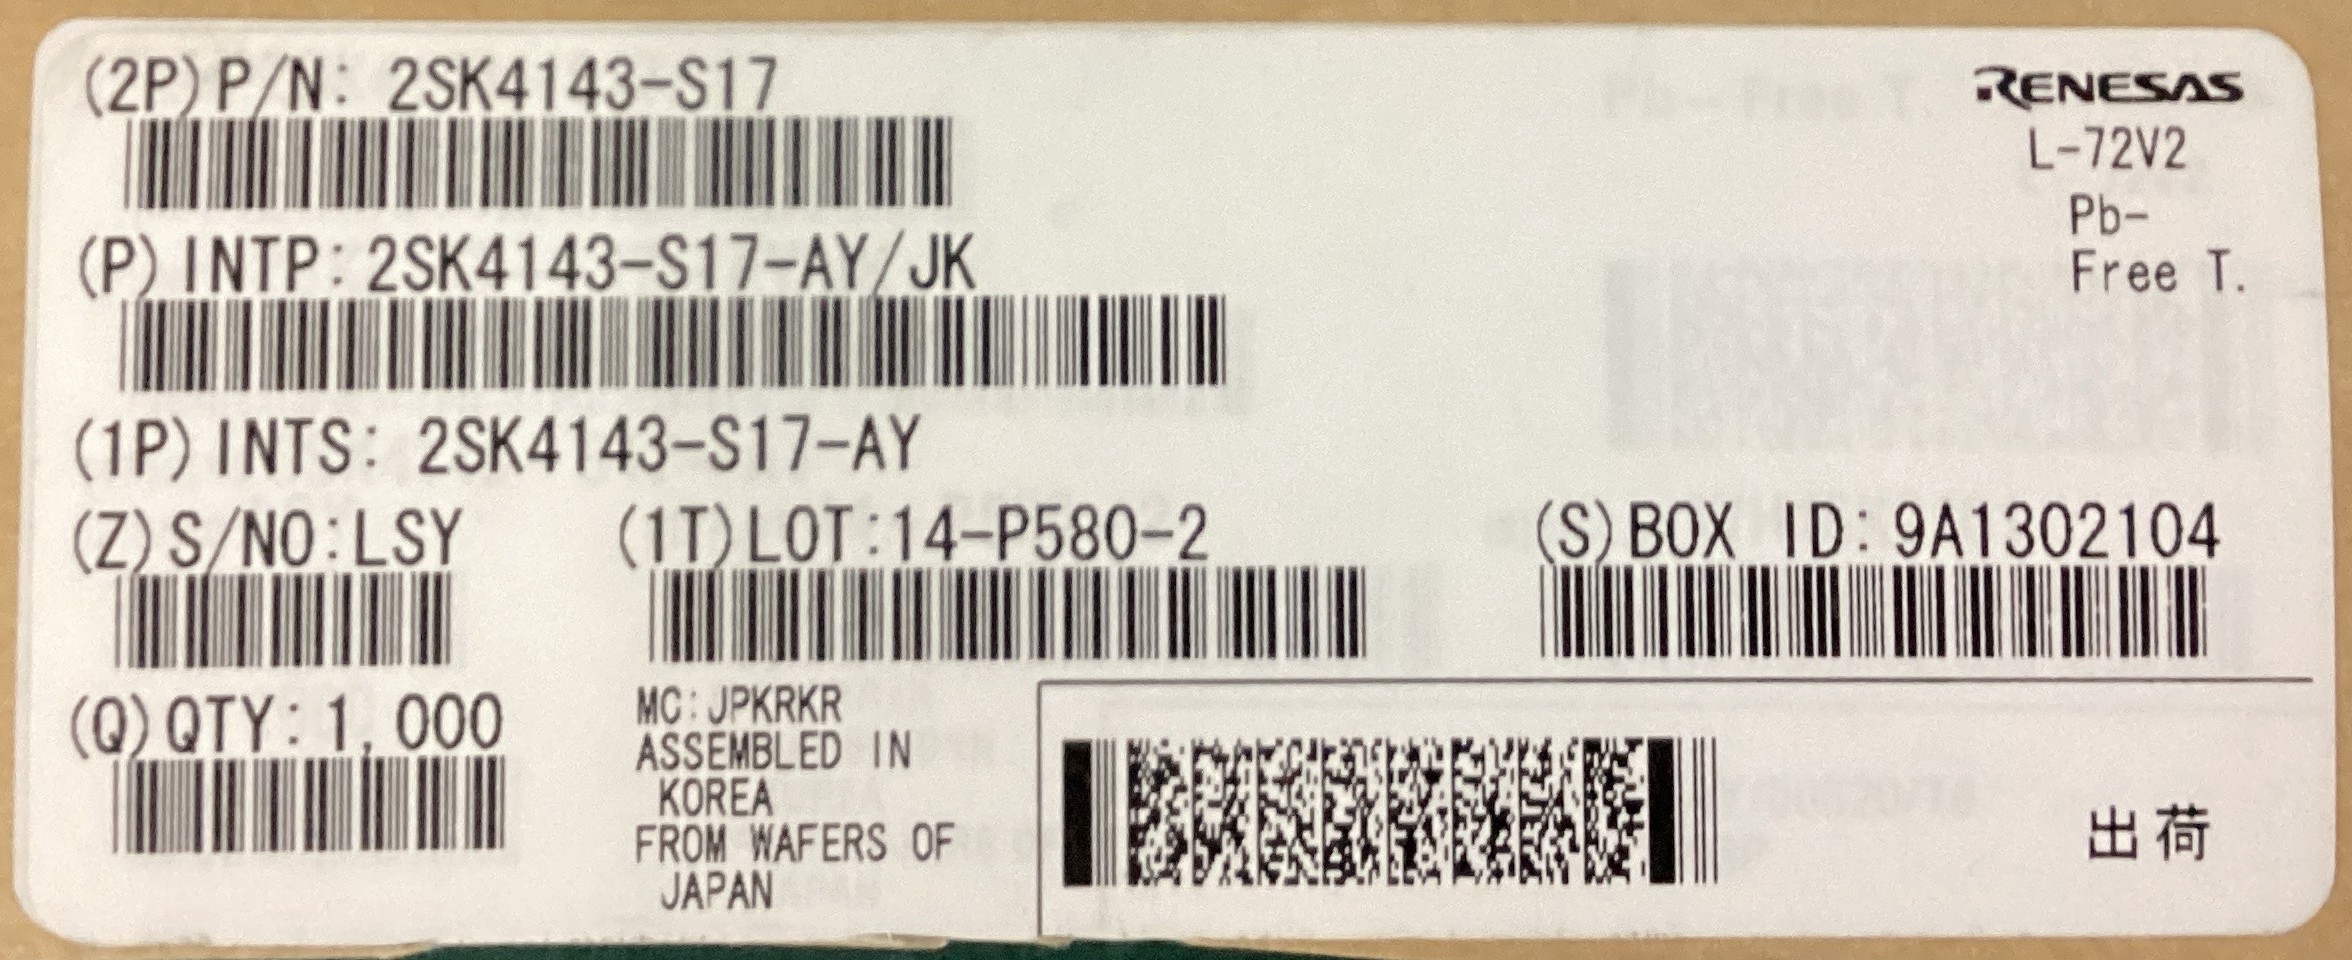 (2P)P/N: 2SK4143-S17
RENESAS
L-72V2
Pb-
Free T.
(P)INTP:2SK4143-S17-AY/JK
(1P)INTS: 2SK4143-S17-AY
(Z)S/NO:LSY
(1T)LOT:14-P580-2
(S)BOX ID:9A1302104
(Q)QTY:1,000
MC:JPKRKR
ASSEMBLED IN
KOREA
FROM WAFERS OF
JAPAN
出荷